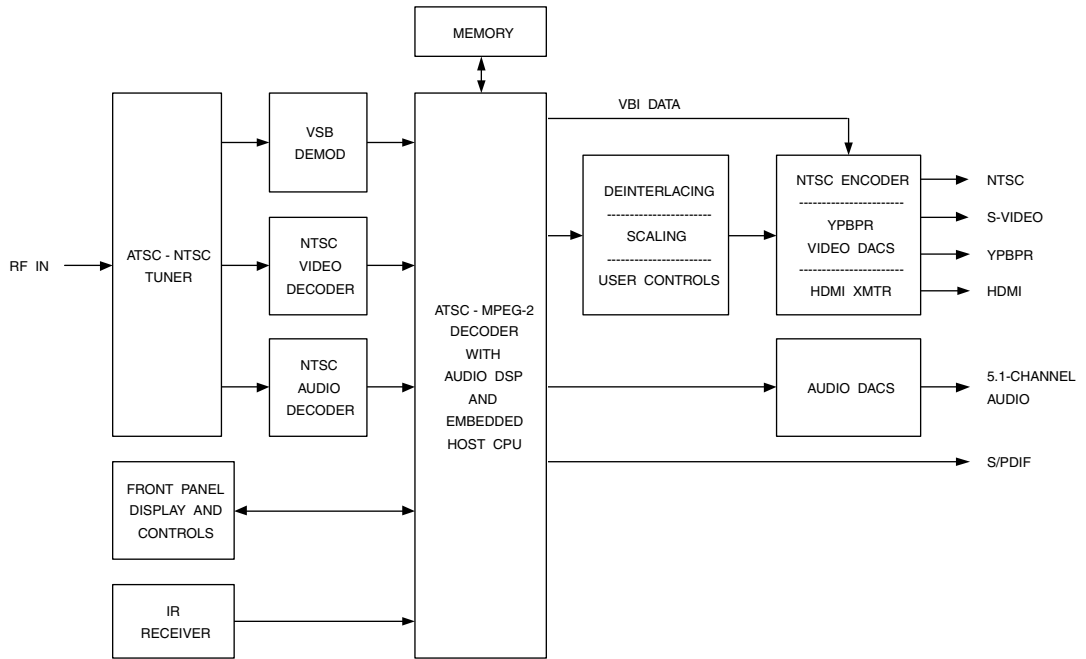 MEMORY
VBI DATA
VSB
DEMOD
NTSC ENCODER
-----------------------
YPBPR
VIDEO DACS
-----------------------
HDMI XMTR
NTSC
S-VIDEO
YPBPR
HDMI
DEINTERLACING
-----------------------
SCALING
-----------------------
USER CONTROLS
RF IN
ATSC - NTSC
TUNER
NTSC
VIDEO
DECODER
ATSC - MPEG-2
DECODER
WITH
AUDIO DSP
AND
EMBEDDED
HOST CPU
NTSC
AUDIO
DECODER
AUDIO DACS
5.1-CHANNEL
AUDIO
S/PDIF
FRONT PANEL
DISPLAY AND
CONTROLS
IR
RECEIVER